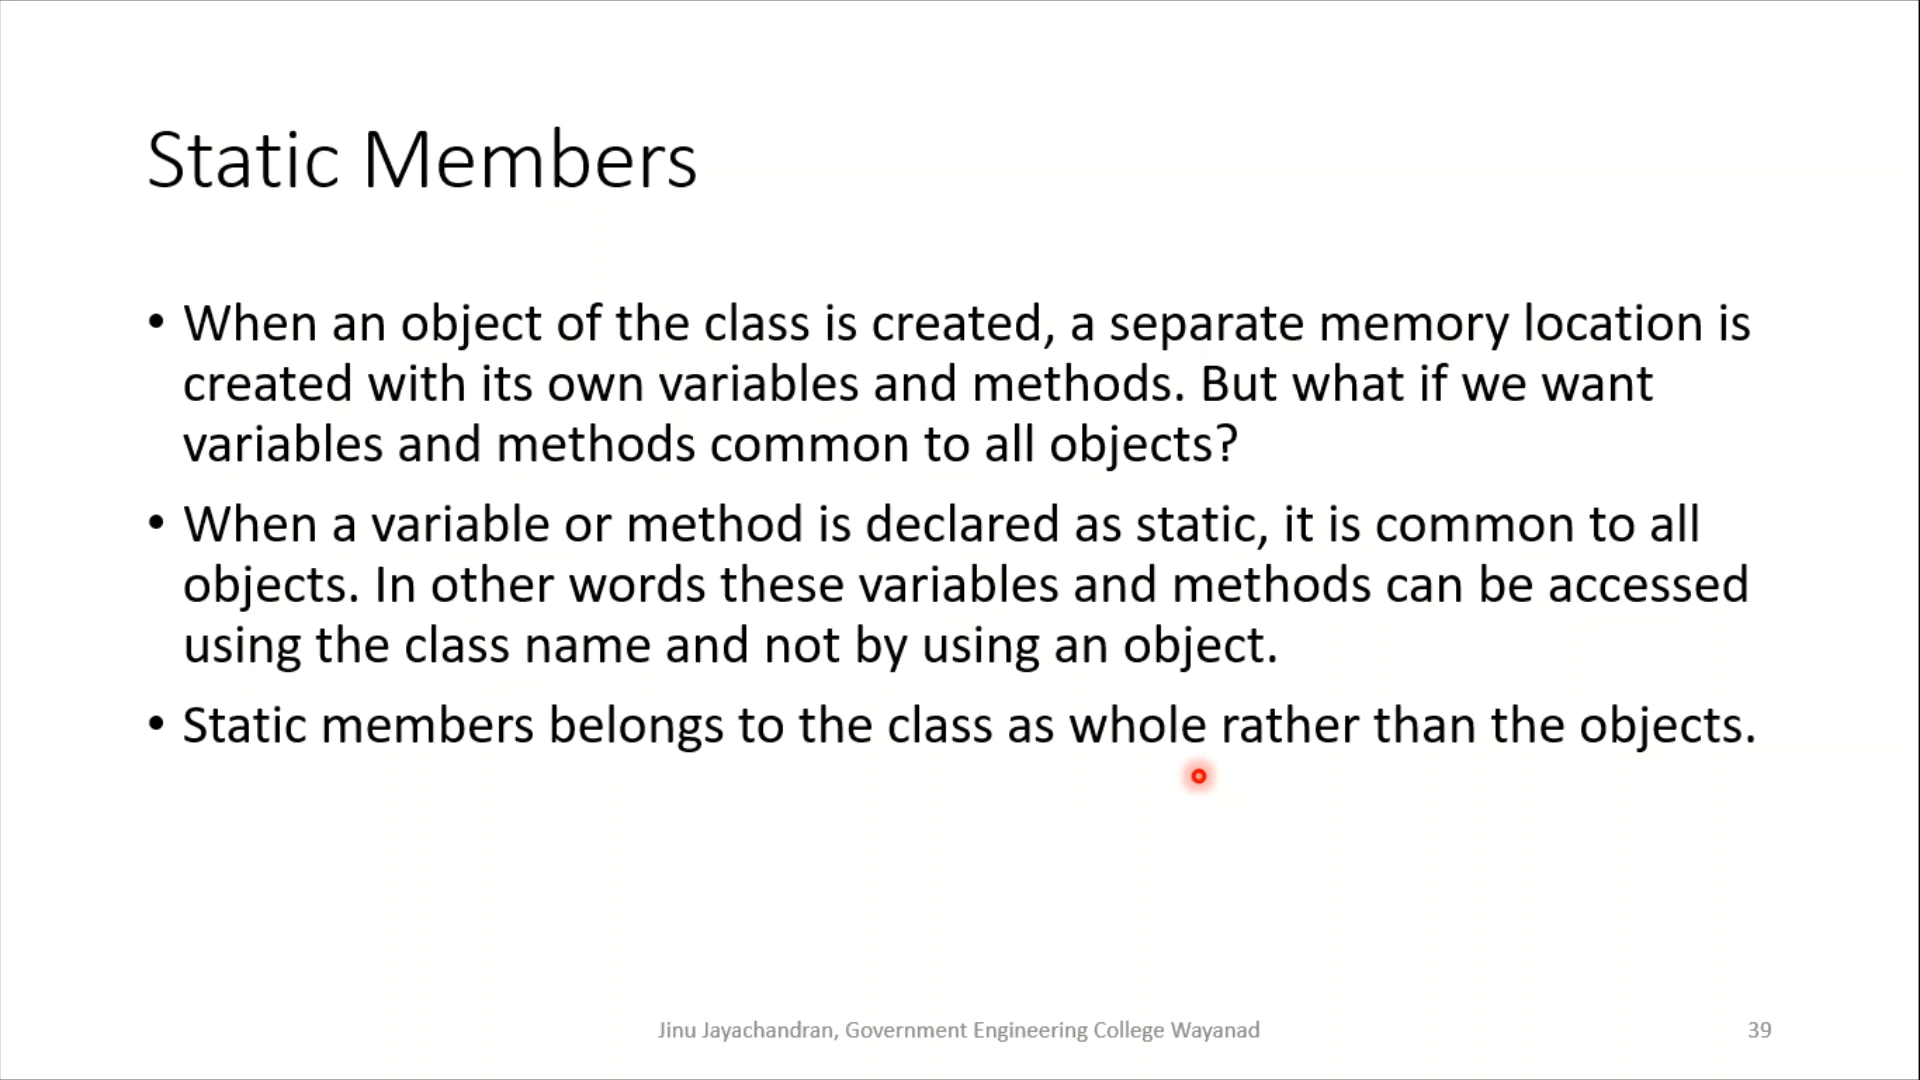 Static Members
• When an object of the class is created, a separate memory location is
created with its own variables and methods. But what if we want
variables and methods common to all objects?
• When a variable or method is declared as static, it is common to all
objects. In other words these variables and methods can be accessed
using the class name and not by using an object.
• Static members belongs to the class as whole rather than the objects.
Jinu Jayachandran, Government Engineering College Wayanad
39